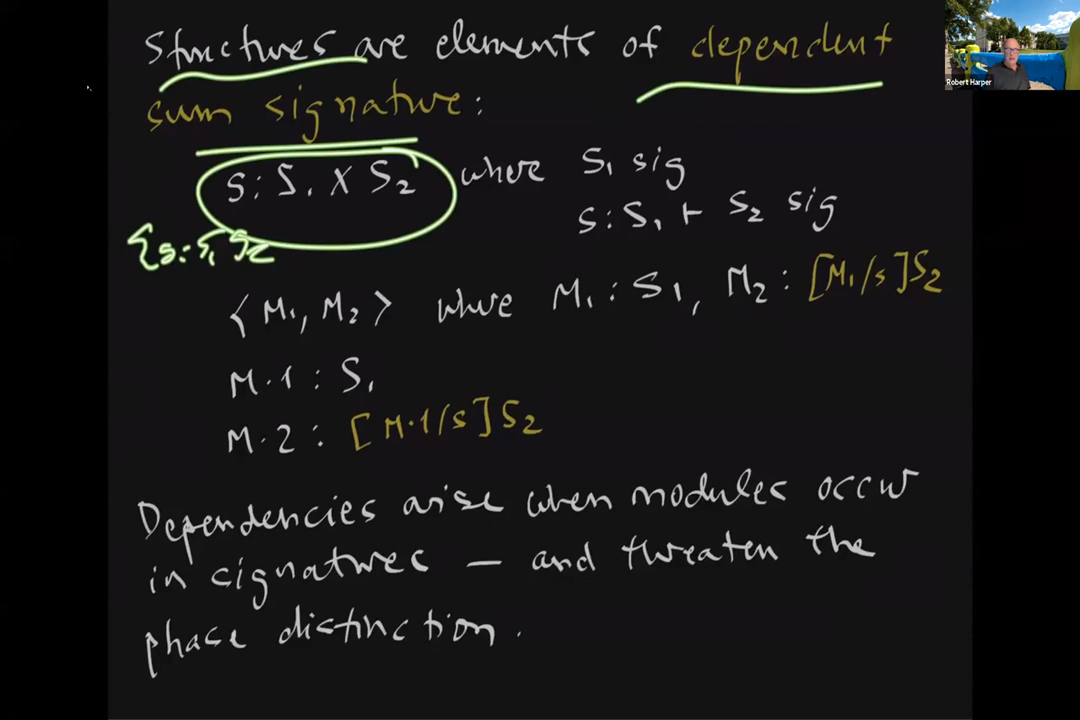 Structures are elements of dependent
Robert Harper
sum signature:
s : S₁ × S₂ where S₁ sig
s : S₁ ⊢ S₂ sig
{s : S₁ S₂
⟨M₁, M₂⟩ where M₁ : S₁, M₂ : [M₁/s]S₂
M·1 : S₁
M·2 : [M·1/s]S₂
Dependencies arise when modules occur
in signatures — and threaten the
phase distinction.